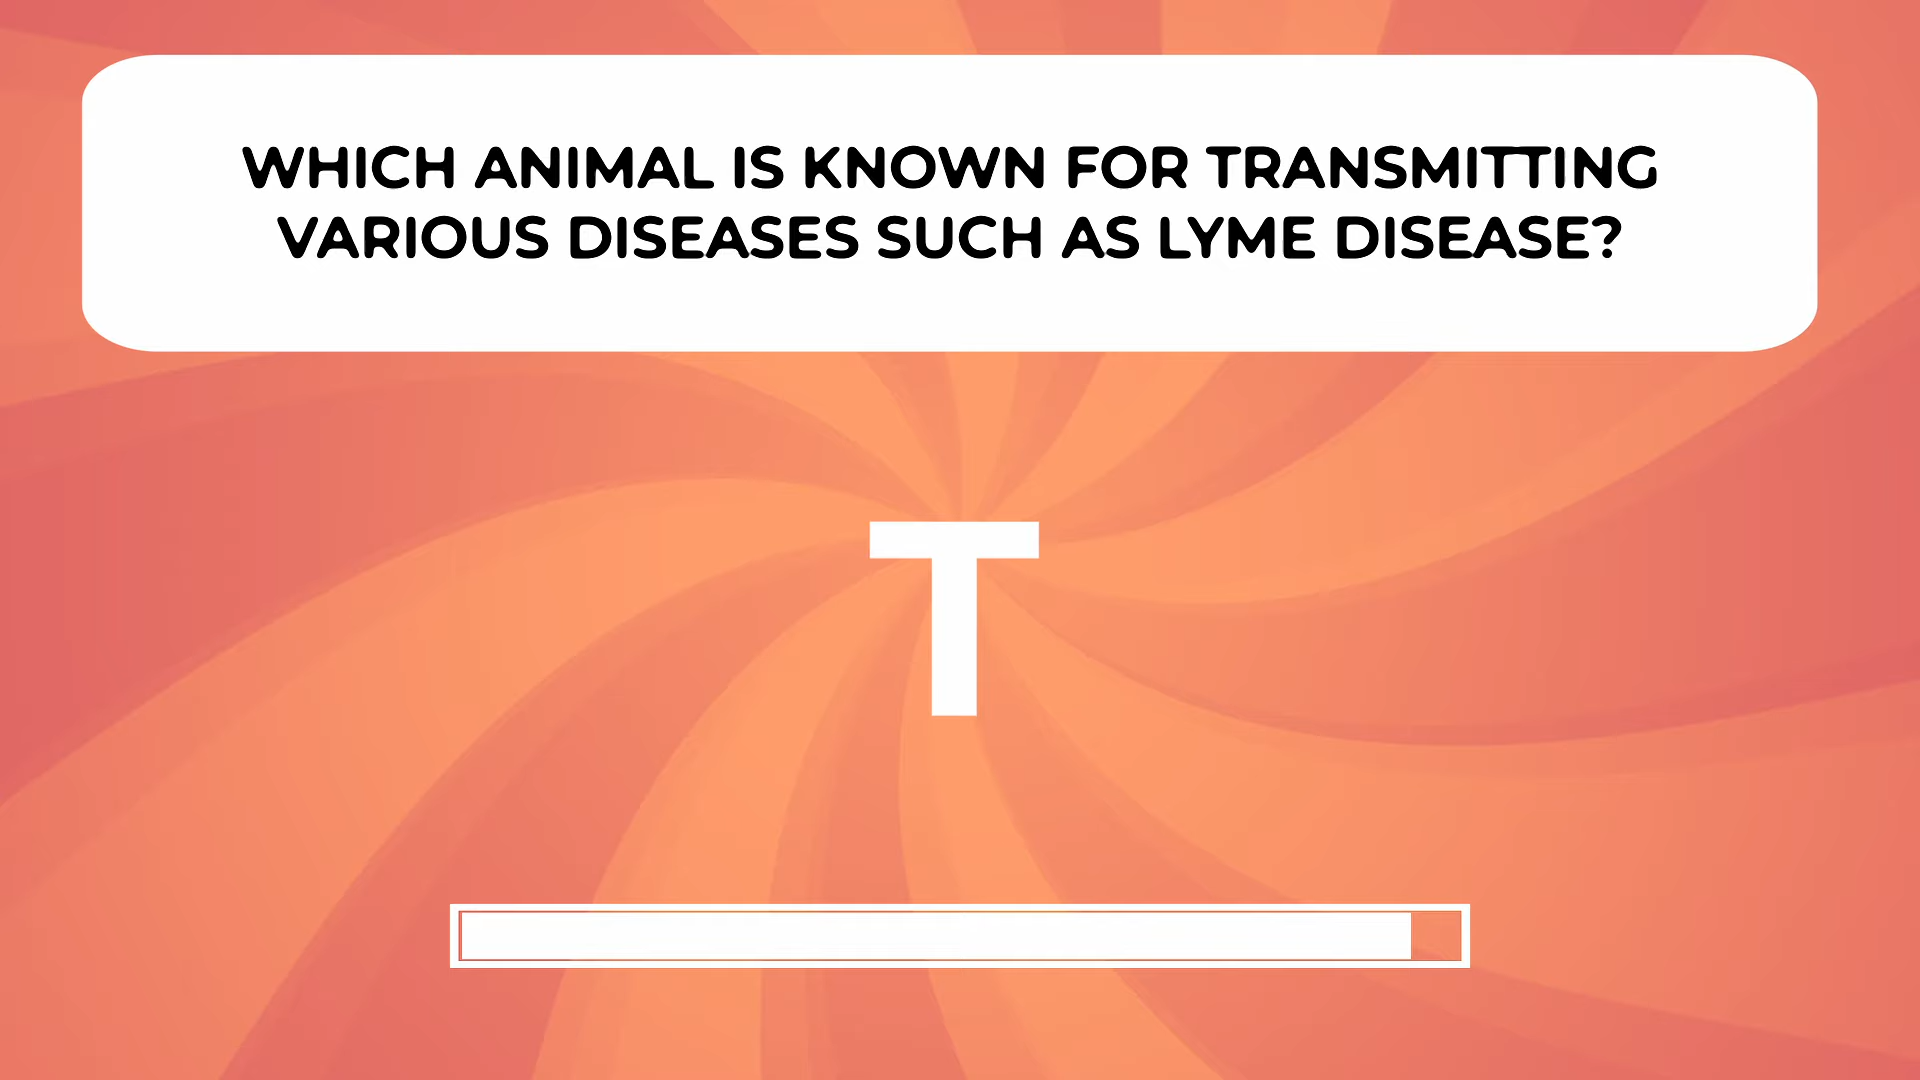 WHICH ANIMAL IS KNOWN FOR TRANSMITTING
VARIOUS DISEASES SUCH AS LYME DISEASE?
T